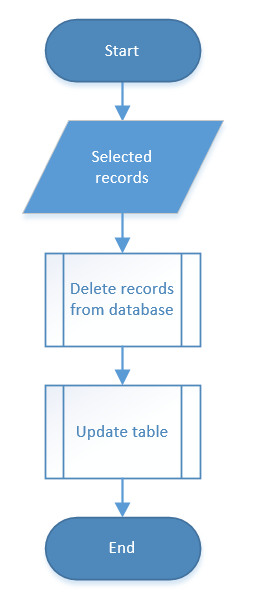 Start
Selected
records
Delete records
from database
Update table
End